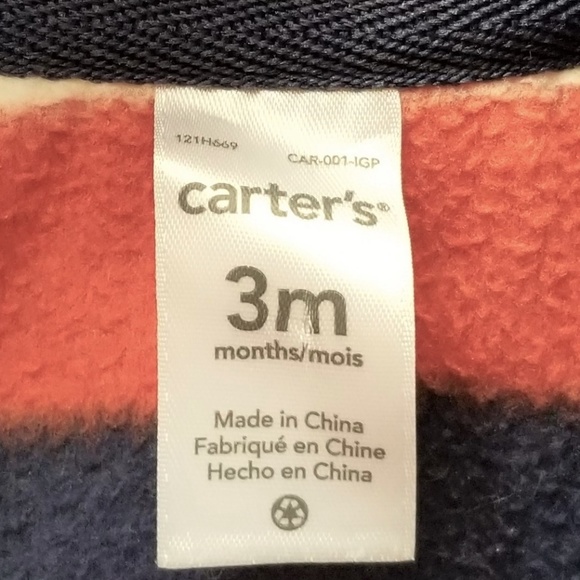 121H669
CAR-001-IGP
carter's®
3m
months/mois
Made in China
Fabriqué en Chine
Hecho en China